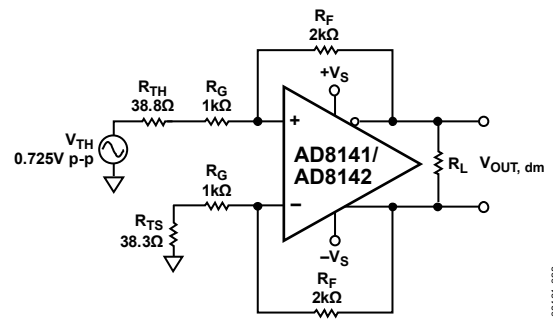 R_F
2kΩ
R_TH
38.8Ω
R_G
1kΩ
+V_S
V_TH
0.725V p-p
+
AD8141/
AD8142
R_L
V_OUT, dm
R_G
1kΩ
–
R_TS
38.3Ω
–V_S
R_F
2kΩ